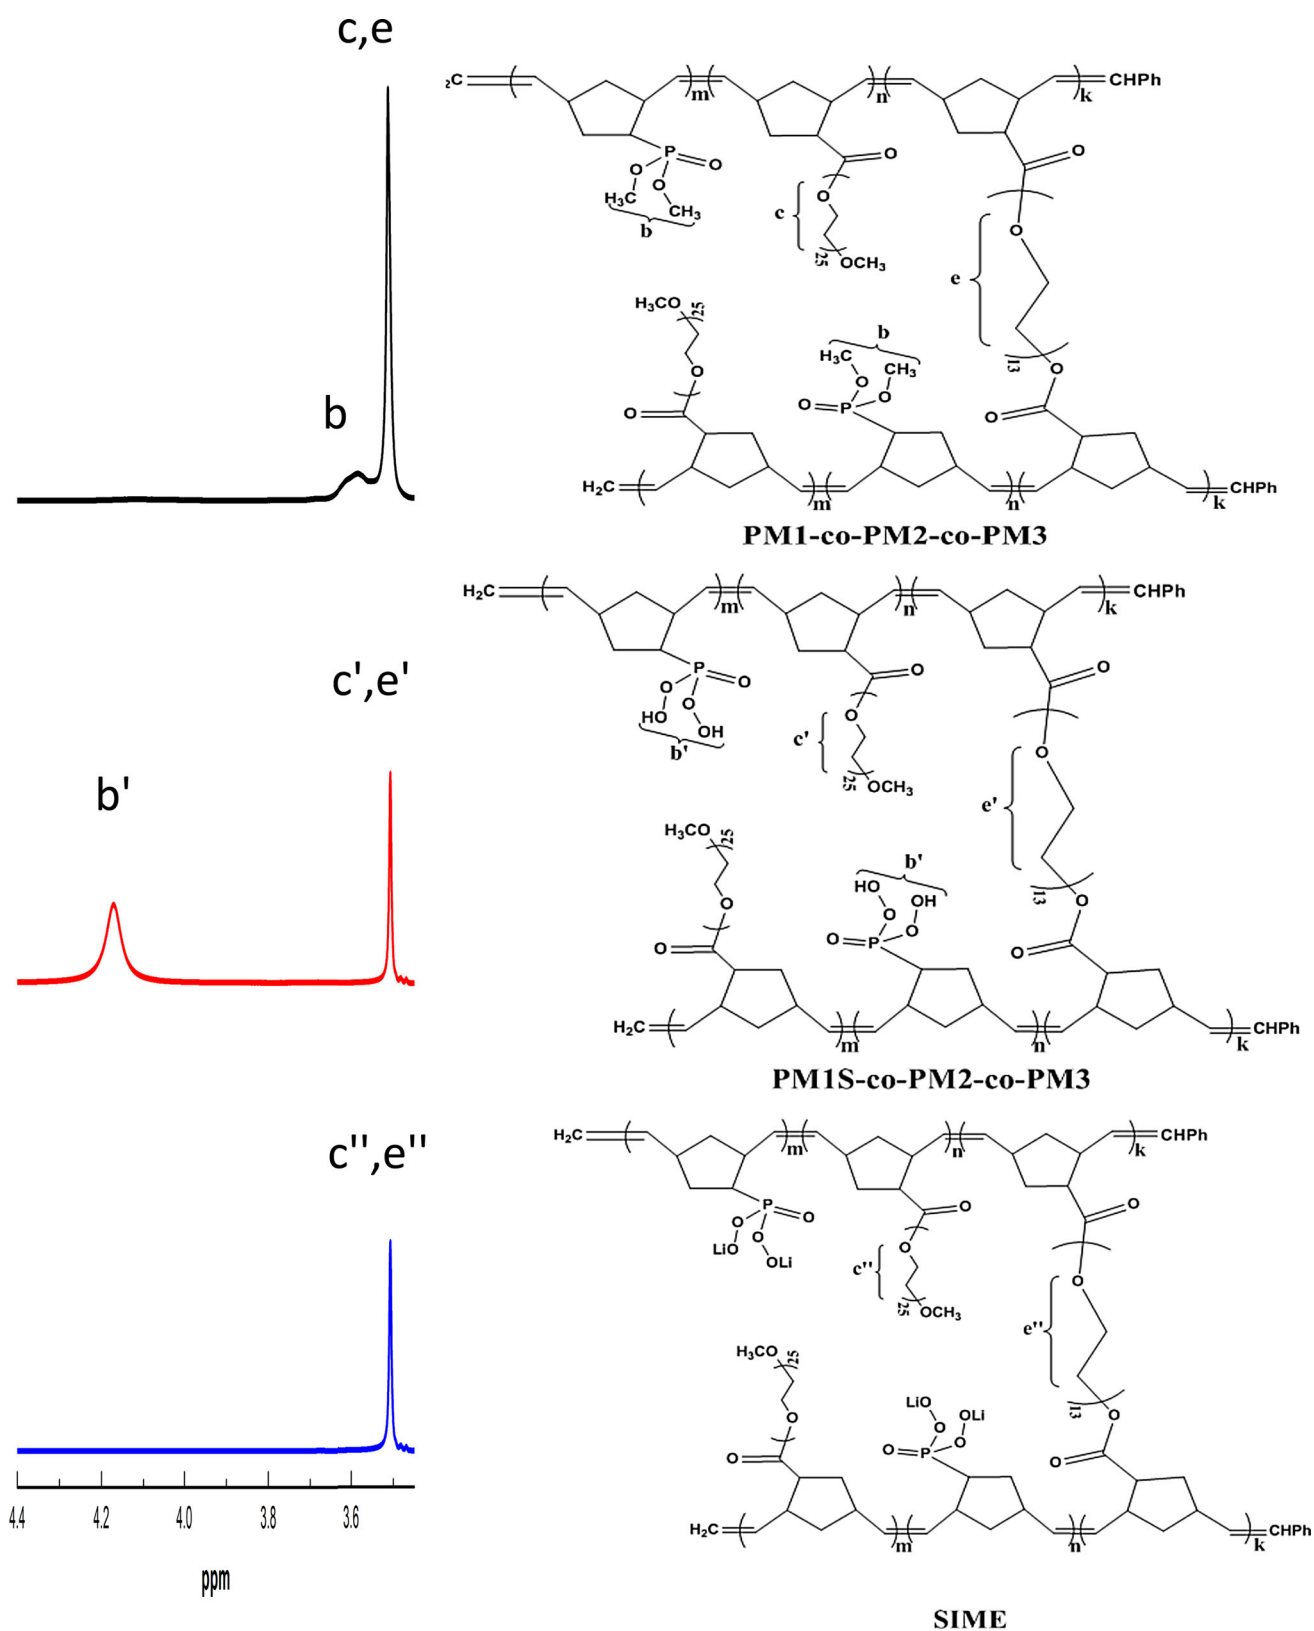 c,e
b
₂C
m
n
k
CHPh
P
O
O
O
H₃C
CH₃
b
O
O
c
25
OCH₃
O
O
e
13
O
H₃CO
25
O
O
b
H₃C
CH₃
O
O
O=P
O
H₂C
m
n
k
CHPh
PM1-co-PM2-co-PM3
c',e'
b'
H₂C
m
n
k
CHPh
P
O
O
O
HO
OH
b'
O
O
c'
25
OCH₃
O
O
e'
13
O
H₃CO
25
O
O
b'
HO
OH
O
O
O=P
O
H₂C
m
n
k
CHPh
PM1S-co-PM2-co-PM3
c'',e''
H₂C
m
n
k
CHPh
P
O
O
O
LiO
OLi
O
O
c''
25
OCH₃
O
O
e''
13
O
H₃CO
25
O
O
LiO
OLi
O
O
O=P
O
H₂C
m
n
k
CHPh
SIME
4.4 4.2 4.0 3.8 3.6
ppm